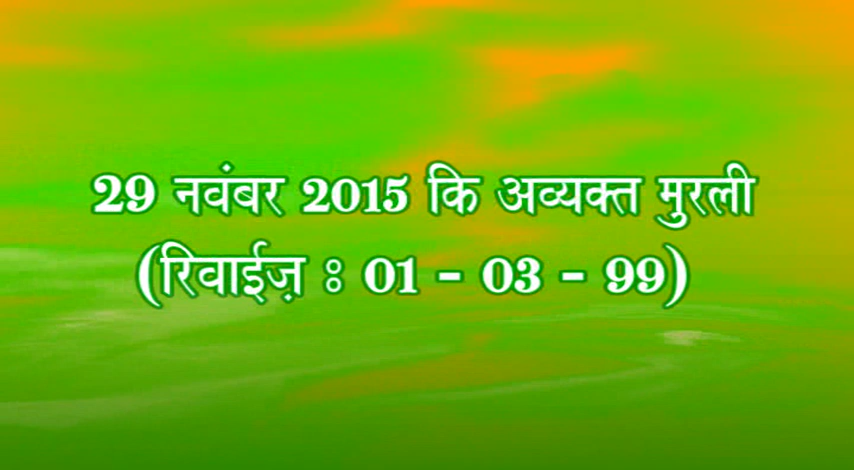 29 नवंबर 2015 कि अव्यक्त मुरली
(रिवाईज़ : 01 - 03 - 99)